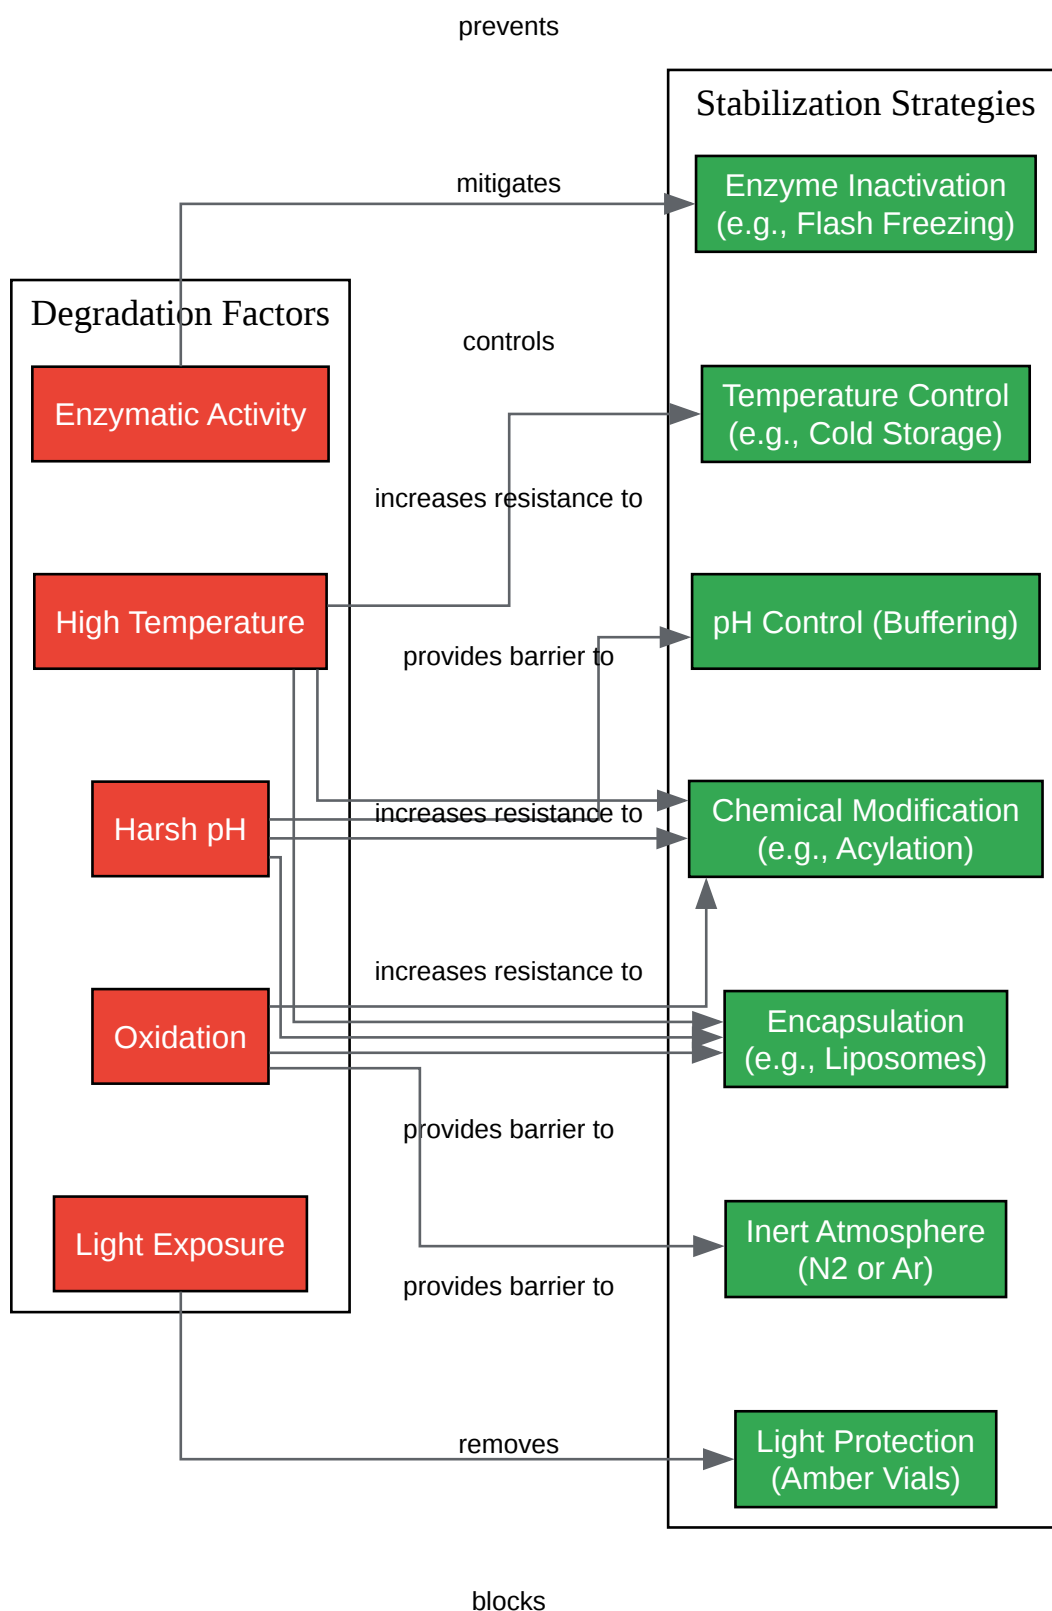 prevents
Stabilization Strategies
mitigates
Enzyme Inactivation
(e.g., Flash Freezing)
Degradation Factors
controls
Enzymatic Activity
Temperature Control
(e.g., Cold Storage)
increases resistance to
High Temperature
pH Control (Buffering)
provides barrier to
Harsh pH
increases resistance to
Chemical Modification
(e.g., Acylation)
increases resistance to
Oxidation
Encapsulation
(e.g., Liposomes)
provides barrier to
Light Exposure
Inert Atmosphere
(N2 or Ar)
provides barrier to
removes
Light Protection
(Amber Vials)
blocks